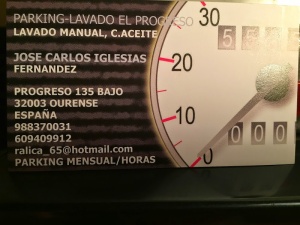 PARKING-LAVADO EL PROGRESO
LAVADO MANUAL, C.ACEITE
JOSE CARLOS IGLESIAS
FERNANDEZ
PROGRESO 135 BAJO
32003 OURENSE
ESPAÑA
988370031
609409912
ralica_65@hotmail.com
PARKING MENSUAL/HORAS
30
20
10
0
000